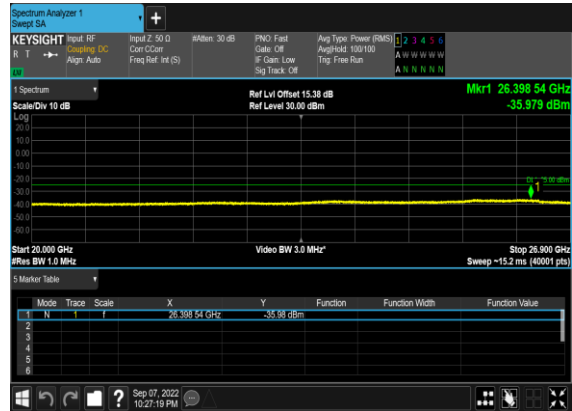 Spectrum Analyzer 1
Swept SA
+
KEYSIGHT Input: RF Input Z: 50 Ω #Atten: 30 dB PNO: Fast Avg Type: Power (RMS) 1 2 3 4 5 6
R T Coupling: DC Corr CCorr Gate: Off Avg|Hold: 100/100 A W W W W W
Align: Auto Freq Ref: Int (S) IF Gain: Low Trig: Free Run
Sig Track: Off A N N N N N
1 Spectrum
Ref Lvl Offset 15.38 dB Mkr1 26.398 54 GHz
Scale/Div 10 dB Ref Level 30.00 dBm -35.979 dBm
Log
20.0
10.0
0.00
-10.0
-20.0
-30.0
-40.0
-50.0
-60.0
1
Start 20.000 GHz Video BW 3.0 MHz* Stop 26.900 GHz
#Res BW 1.0 MHz Sweep ~15.2 ms (40001 pts)
5 Marker Table
Mode Trace Scale X Y Function Function Width Function Value
1 N 1 f 26.398 54 GHz -35.98 dBm
2
3
4
5
6
? Sep 07, 2022
10:27:19 PM